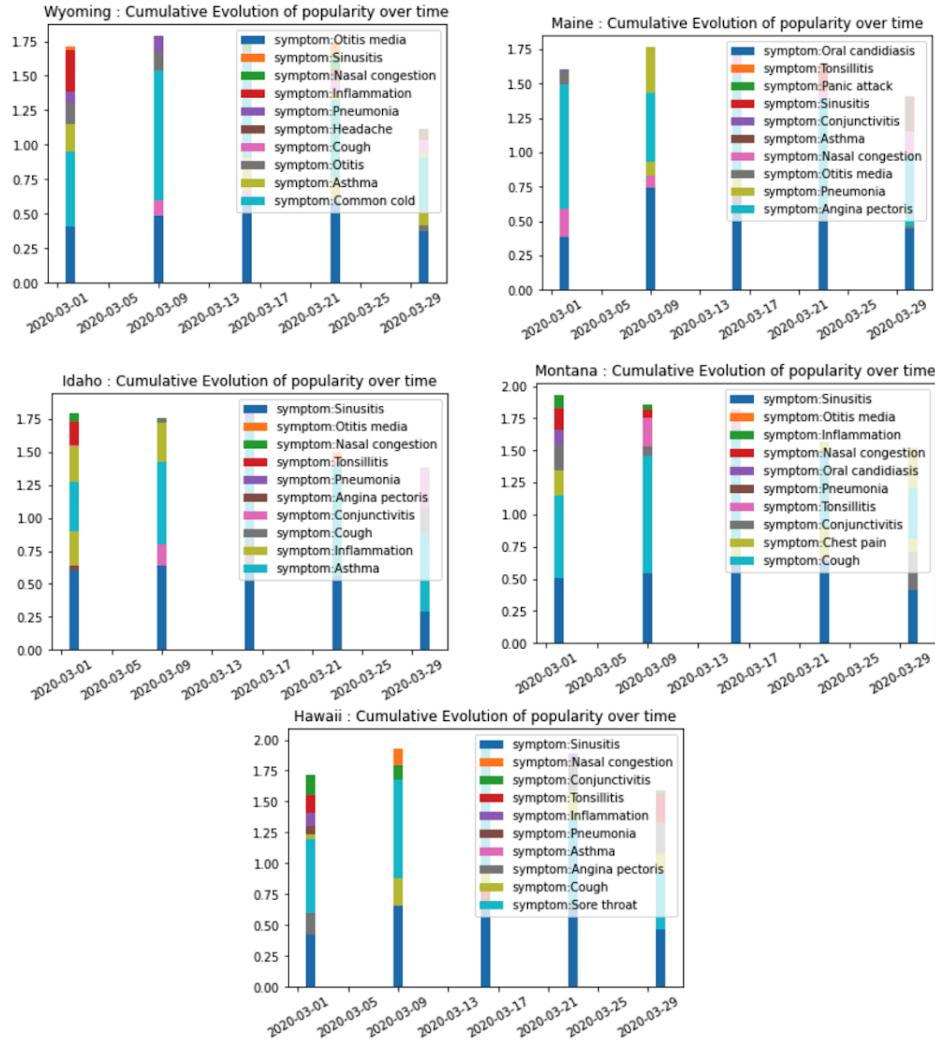 Wyoming : Cumulative Evolution of popularity over time
1.75
1.50
1.25
1.00
0.75
0.50
0.25
0.00
symptom:Otitis media
symptom:Sinusitis
symptom:Nasal congestion
symptom:Inflammation
symptom:Pneumonia
symptom:Headache
symptom:Cough
symptom:Otitis
symptom:Asthma
symptom:Common cold
2020-03-01
2020-03-05
2020-03-09
2020-03-13
2020-03-17
2020-03-21
2020-03-25
2020-03-29
Maine : Cumulative Evolution of popularity over time
1.75
1.50
1.25
1.00
0.75
0.50
0.25
0.00
symptom:Oral candidiasis
symptom:Tonsillitis
symptom:Panic attack
symptom:Sinusitis
symptom:Conjunctivitis
symptom:Asthma
symptom:Nasal congestion
symptom:Otitis media
symptom:Pneumonia
symptom:Angina pectoris
2020-03-01
2020-03-05
2020-03-09
2020-03-13
2020-03-17
2020-03-21
2020-03-25
2020-03-29
Idaho : Cumulative Evolution of popularity over time
1.75
1.50
1.25
1.00
0.75
0.50
0.25
0.00
symptom:Sinusitis
symptom:Otitis media
symptom:Nasal congestion
symptom:Tonsillitis
symptom:Pneumonia
symptom:Angina pectoris
symptom:Conjunctivitis
symptom:Cough
symptom:Inflammation
symptom:Asthma
2020-03-01
2020-03-05
2020-03-09
2020-03-13
2020-03-17
2020-03-21
2020-03-25
2020-03-29
Montana : Cumulative Evolution of popularity over time
2.00
1.75
1.50
1.25
1.00
0.75
0.50
0.25
0.00
symptom:Sinusitis
symptom:Otitis media
symptom:Inflammation
symptom:Nasal congestion
symptom:Oral candidiasis
symptom:Pneumonia
symptom:Tonsillitis
symptom:Conjunctivitis
symptom:Chest pain
symptom:Cough
2020-03-01
2020-03-05
2020-03-09
2020-03-13
2020-03-17
2020-03-21
2020-03-25
2020-03-29
Hawaii : Cumulative Evolution of popularity over time
2.00
1.75
1.50
1.25
1.00
0.75
0.50
0.25
0.00
symptom:Sinusitis
symptom:Nasal congestion
symptom:Conjunctivitis
symptom:Tonsillitis
symptom:Inflammation
symptom:Pneumonia
symptom:Asthma
symptom:Angina pectoris
symptom:Cough
symptom:Sore throat
2020-03-01
2020-03-05
2020-03-09
2020-03-13
2020-03-17
2020-03-21
2020-03-25
2020-03-29